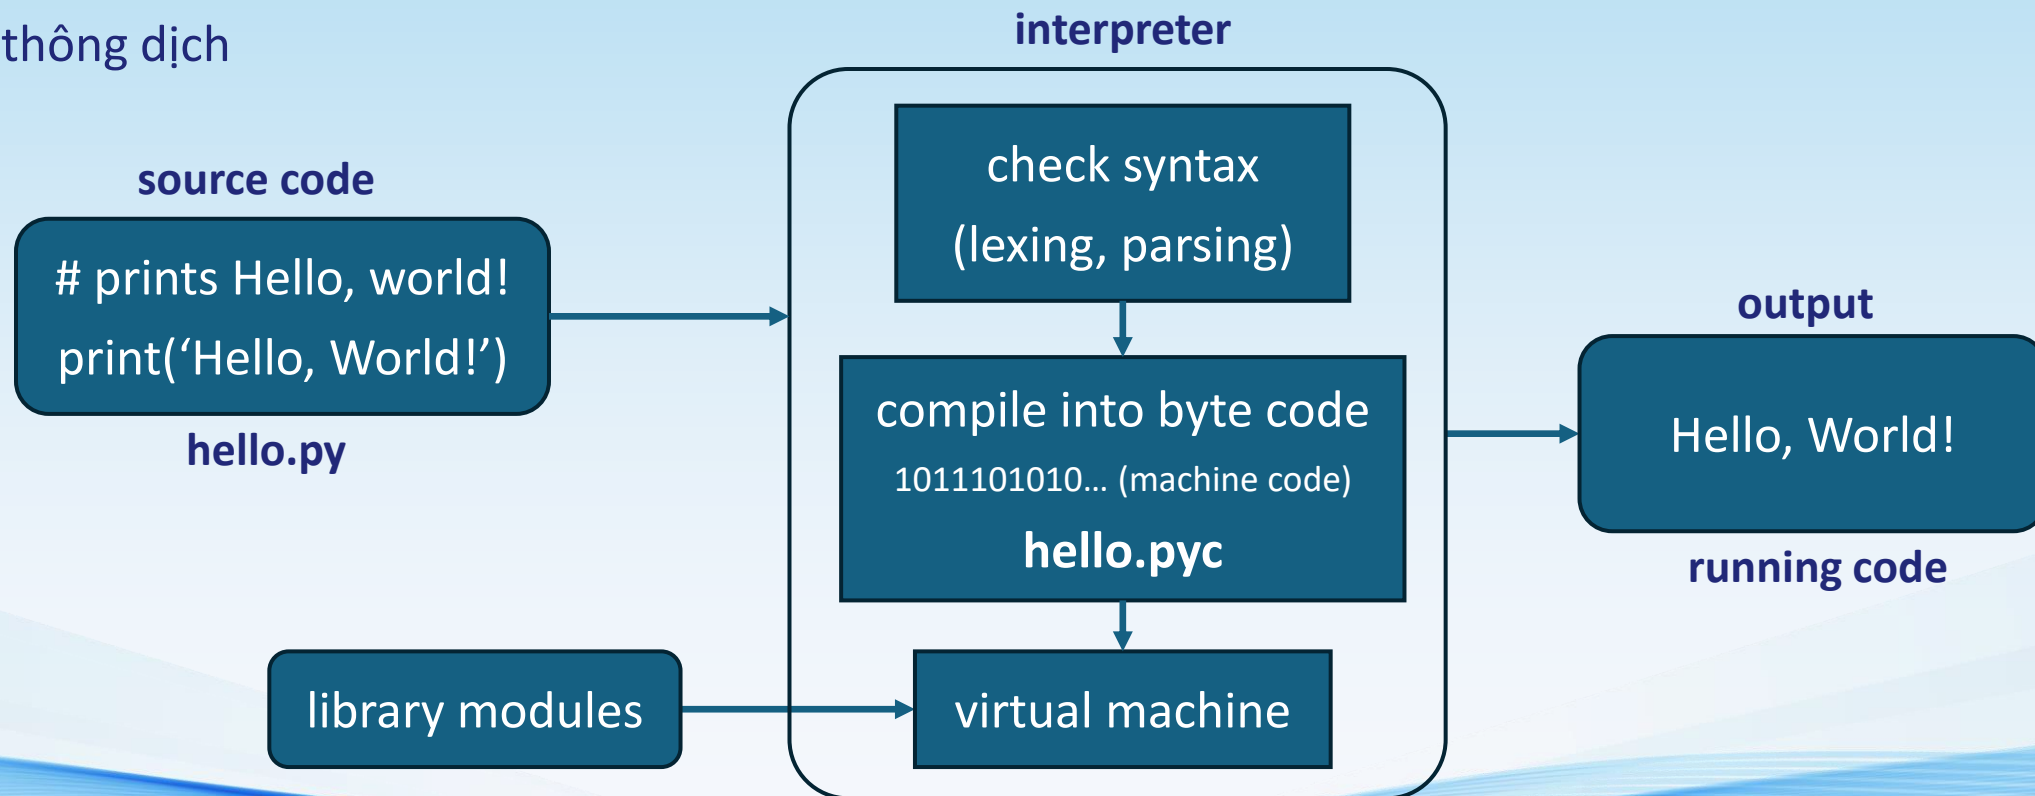 thông dịch
interpreter
source code
# prints Hello, world!
print(‘Hello, World!’)
hello.py
check syntax
(lexing, parsing)
compile into byte code
1011101010... (machine code)
hello.pyc
library modules
virtual machine
output
Hello, World!
running code